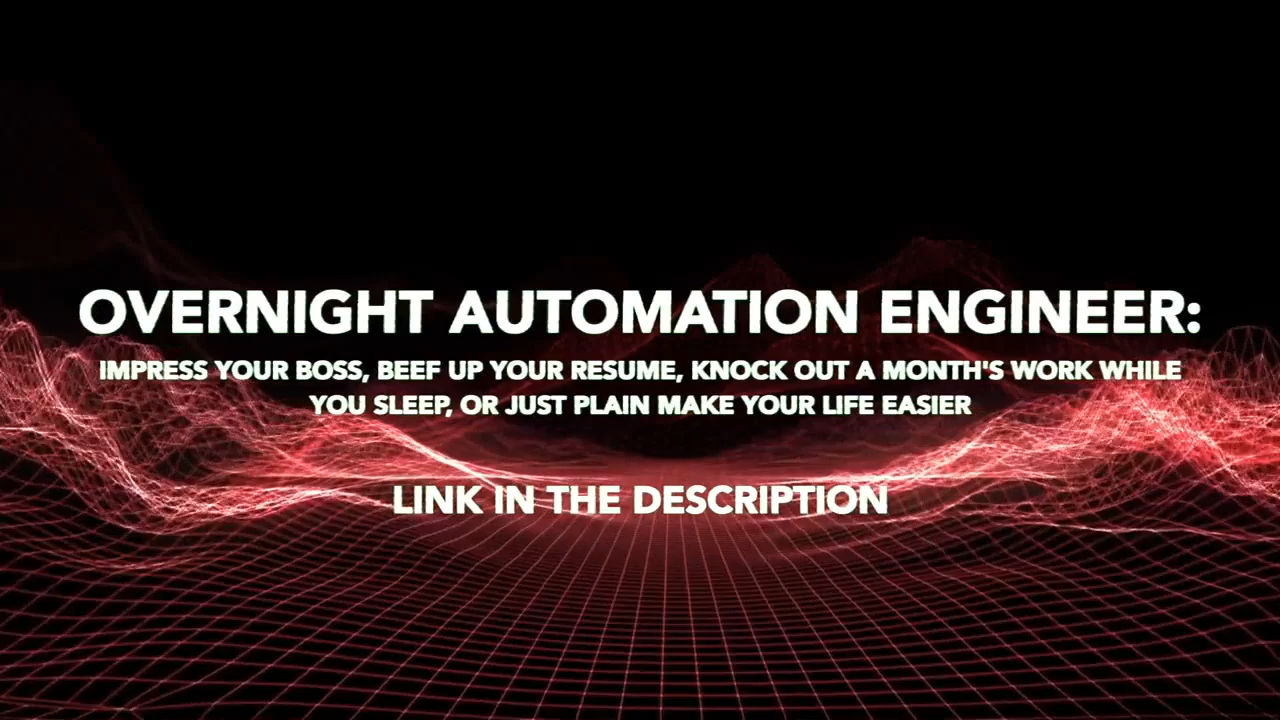 OVERNIGHT AUTOMATION ENGINEER:
IMPRESS YOUR BOSS, BEEF UP YOUR RESUME, KNOCK OUT A MONTH'S WORK WHILE
YOU SLEEP, OR JUST PLAIN MAKE YOUR LIFE EASIER
LINK IN THE DESCRIPTION